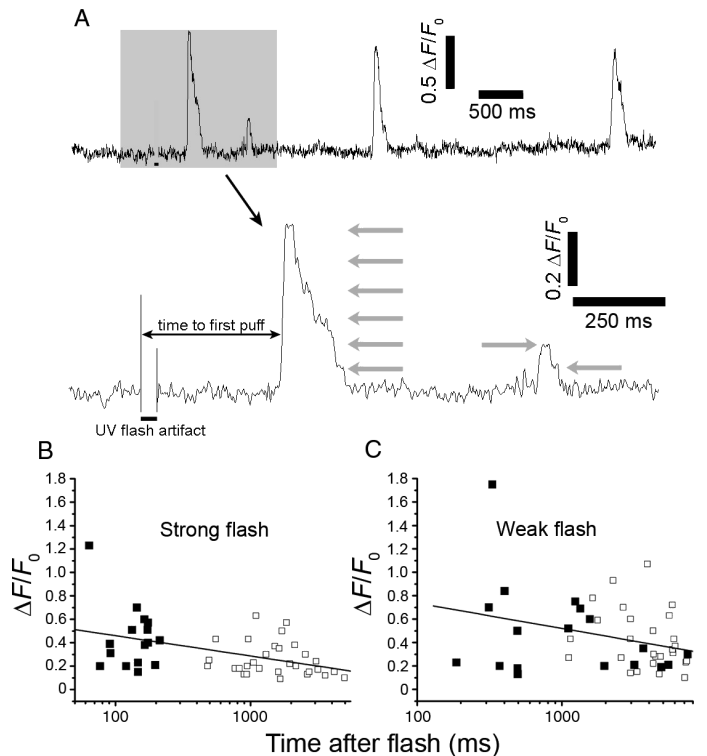 A
0.5 ΔF/F0
500 ms
0.2 ΔF/F0
250 ms
time to first puff
UV flash artifact
B
C
1.8
1.6
1.4
1.2
1.0
0.8
0.6
0.4
0.2
0
ΔF/F0
Strong flash
100
1000
1.8
1.6
1.4
1.2
1.0
0.8
0.6
0.4
0.2
0
ΔF/F0
Weak flash
100
1000
Time after flash (ms)